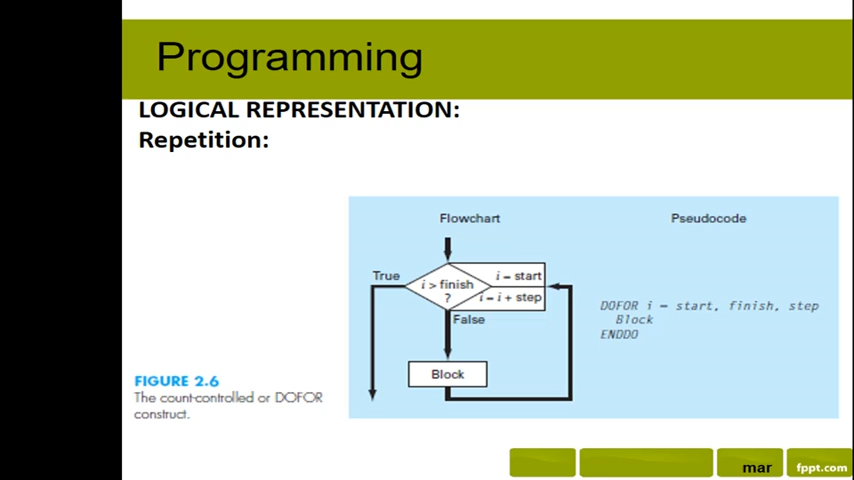 Programming
LOGICAL REPRESENTATION:
Repetition:
Flowchart
Pseudocode
True
i > finish
?
i = start
i = i + step
False
Block
DOFOR i = start, finish, step
Block
ENDDO
FIGURE 2.6
The count-controlled or DOFOR
construct.
mar
fppt.com